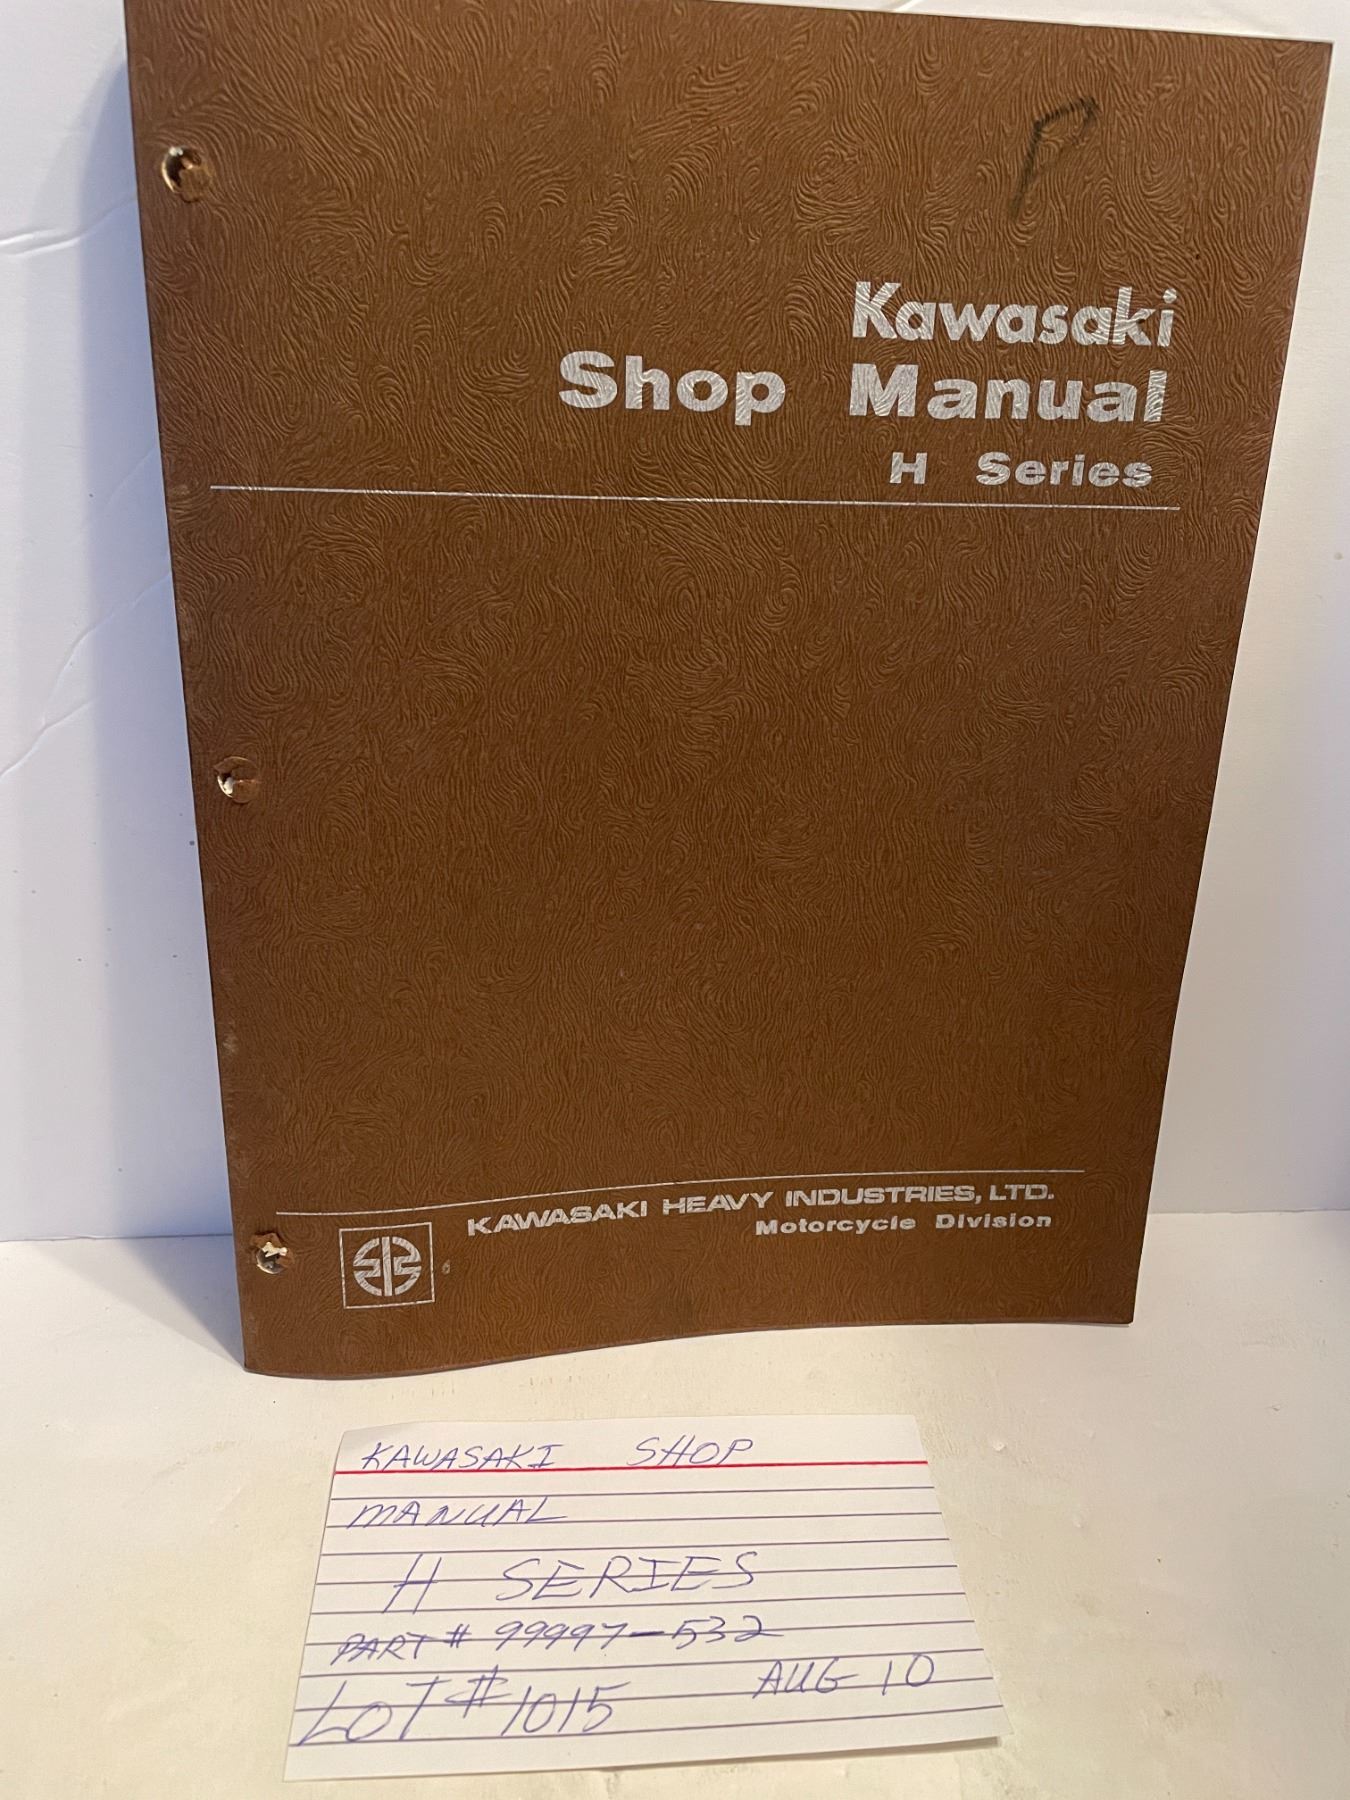 Kawasaki
Shop Manual
H Series
KAWASAKI HEAVY INDUSTRIES, LTD.
Motorcycle Division
KAWASAKI SHOP
MANUAL
H SERIES
PART # 99997-532
LOT # 1015 AUG 10